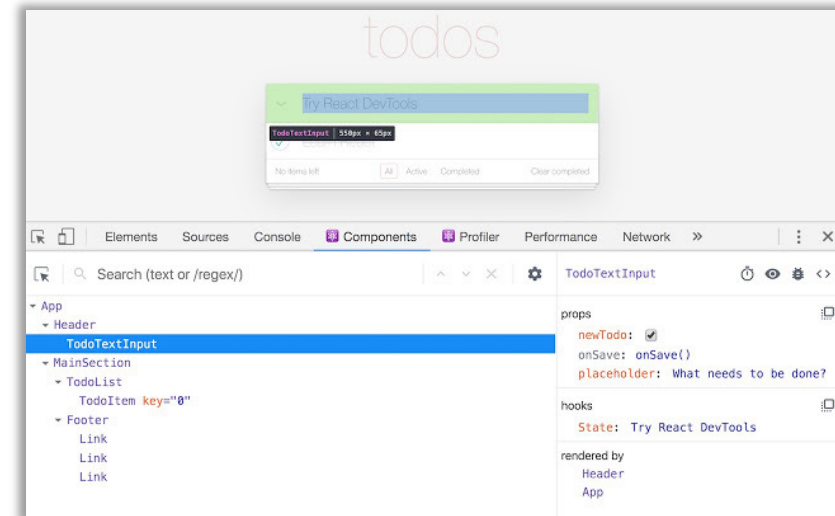 todos
Try React DevTools
TodoTextInput | 550px × 65px
No items left All Active Completed Clear completed
Elements Sources Console Components Profiler Performance Network »
Search (text or /regex/)
TodoTextInput
App
Header
TodoTextInput
MainSection
TodoList
TodoItem key="0"
Footer
Link
Link
Link
props
newTodo:
onSave: onSave()
placeholder: What needs to be done?
hooks
State: Try React DevTools
rendered by
Header
App